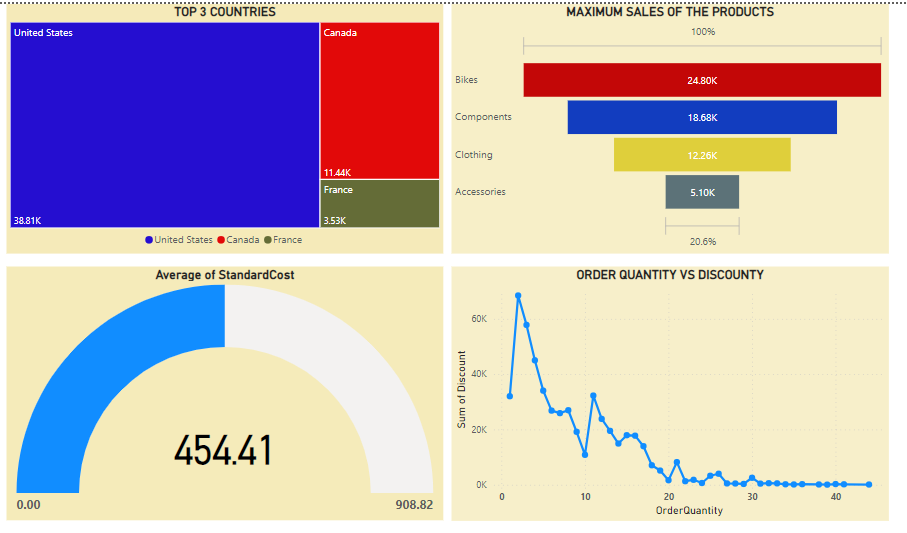 TOP 3 COUNTRIES
United States
Canada
11.44K
France
38.81K
3.53K
United States Canada France
MAXIMUM SALES OF THE PRODUCTS
100%
Bikes
24.80K
Components
18.68K
Clothing
12.26K
Accessories
5.10K
20.6%
Average of StandardCost
454.41
0.00
908.82
ORDER QUANTITY VS DISCOUNTY
Sum of Discount
60K
40K
20K
0K
0 10 20 30 40
OrderQuantity